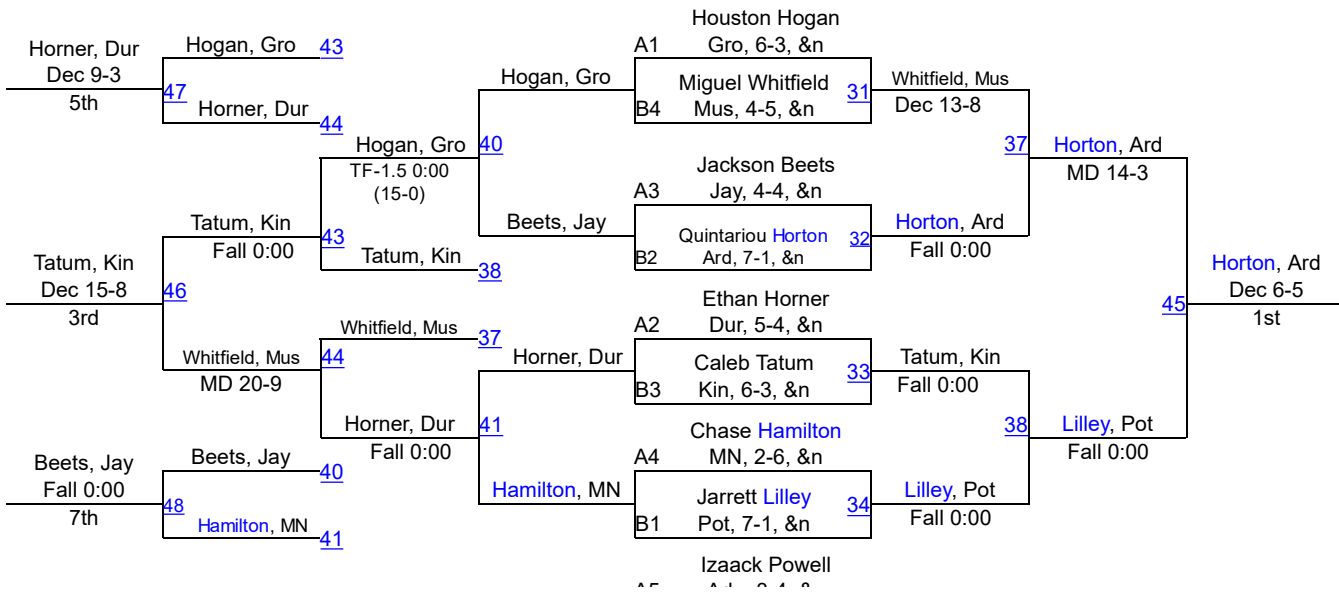 Horner, Dur
Dec 9-3
5th
47
Hogan, Gro
43
Horner, Dur
44
Tatum, Kin
Dec 15-8
3rd
46
Tatum, Kin
Fall 0:00
43
Whitfield, Mus
MD 20-9
44
Beets, Jay
Fall 0:00
7th
48
Beets, Jay
40
Hamilton, MN
41
Hogan, Gro
TF-1.5 0:00
(15-0)
40
Tatum, Kin
38
Whitfield, Mus
37
Horner, Dur
Fall 0:00
41
Hogan, Gro
Beets, Jay
Horner, Dur
Hamilton, MN
Houston Hogan
A1 Gro, 6-3, &n
Miguel Whitfield
B4 Mus, 4-5, &n
31
Jackson Beets
A3 Jay, 4-4, &n
Quintariou Horton
B2 Ard, 7-1, &n
32
Ethan Horner
A2 Dur, 5-4, &n
Caleb Tatum
B3 Kin, 6-3, &n
33
Chase Hamilton
A4 MN, 2-6, &n
Jarrett Lilley
B1 Pot, 7-1, &n
34
Izaack Powell
Whitfield, Mus
Dec 13-8
37
Horton, Ard
Fall 0:00
Tatum, Kin
Fall 0:00
38
Lilley, Pot
Fall 0:00
Horton, Ard
MD 14-3
Lilley, Pot
Fall 0:00
45
Horton, Ard
Dec 6-5
1st